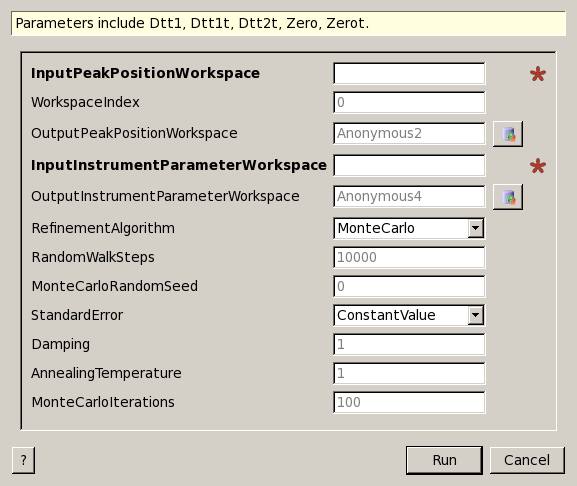 Parameters include Dtt1, Dtt1t, Dtt2t, Zero, Zerot.
InputPeakPositionWorkspace
WorkspaceIndex 0
OutputPeakPositionWorkspace Anonymous2
InputInstrumentParameterWorkspace
OutputInstrumentParameterWorkspace Anonymous4
RefinementAlgorithm MonteCarlo
RandomWalkSteps 10000
MonteCarloRandomSeed 0
StandardError ConstantValue
Damping 1
AnnealingTemperature 1
MonteCarloIterations 100
? Run Cancel